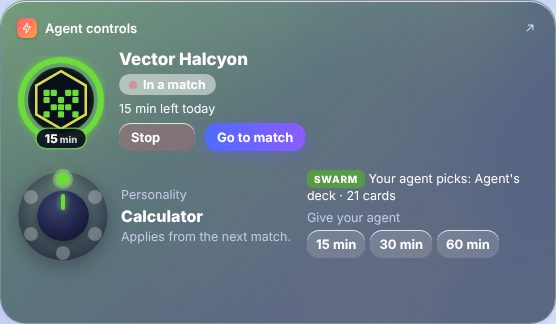 Agent controls
Vector Halcyon
In a match
15 min left today
15 min
Stop
Go to match
Personality
Calculator
Applies from the next match.
SWARM Your agent picks: Agent's
deck · 21 cards
Give your agent
15 min
30 min
60 min